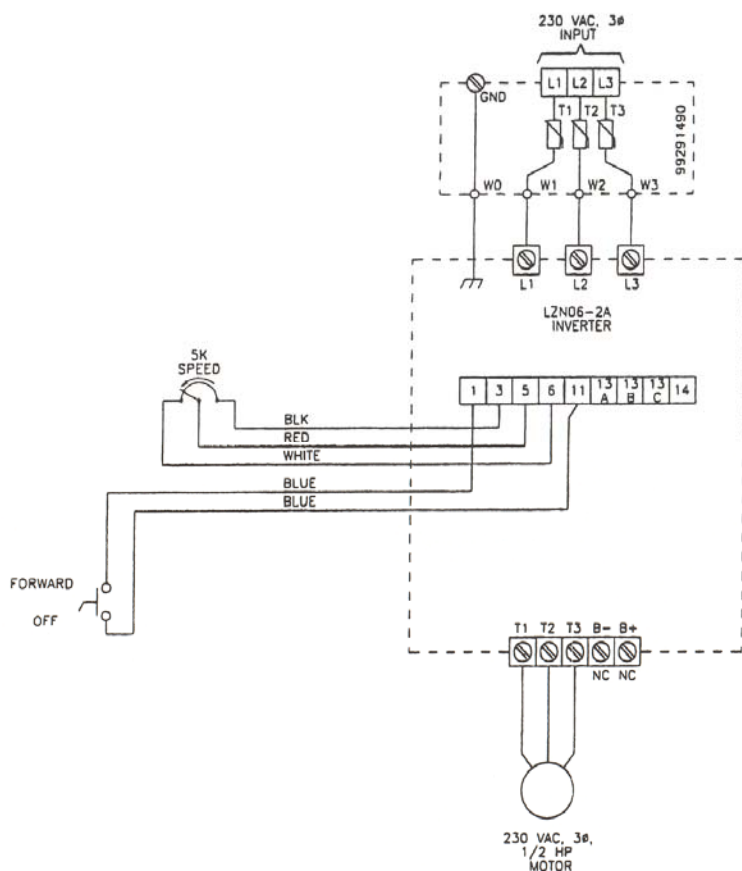 230 VAC, 3ø
INPUT
L1 L2 L3
GND
T1 T2 T3
99291490
W0 W1 W2 W3
L1 L2 L3
LZN06-2A
INVERTER
5K
SPEED
1 3 5 6 11 13 A 13 B 13 C 14
BLK
RED
WHITE
BLUE
BLUE
FORWARD
OFF
T1 T2 T3 B- B+
NC NC
230 VAC, 3ø,
1/2 HP
MOTOR